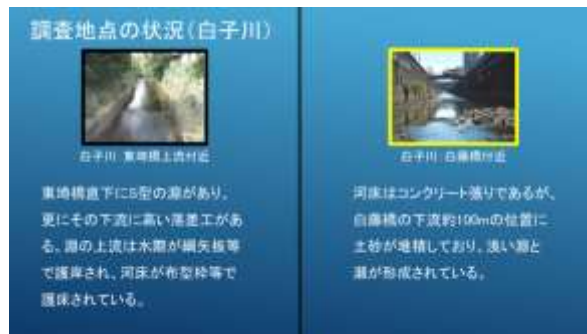 調査地点の状況（白子川）
白子川 東埼橋上流付近
東埼橋直下にS型の淵があり、
更にその下流に高い落差工があ
る。淵の上流は水際が鋼矢板等
で護岸され、河床が布型枠等で
護床されている。
白子川 白藤橋付近
河床はコンクリート張りであるが、
白藤橋の下流約100mの位置に
土砂が堆積しており、浅い淵と
瀬が形成されている。